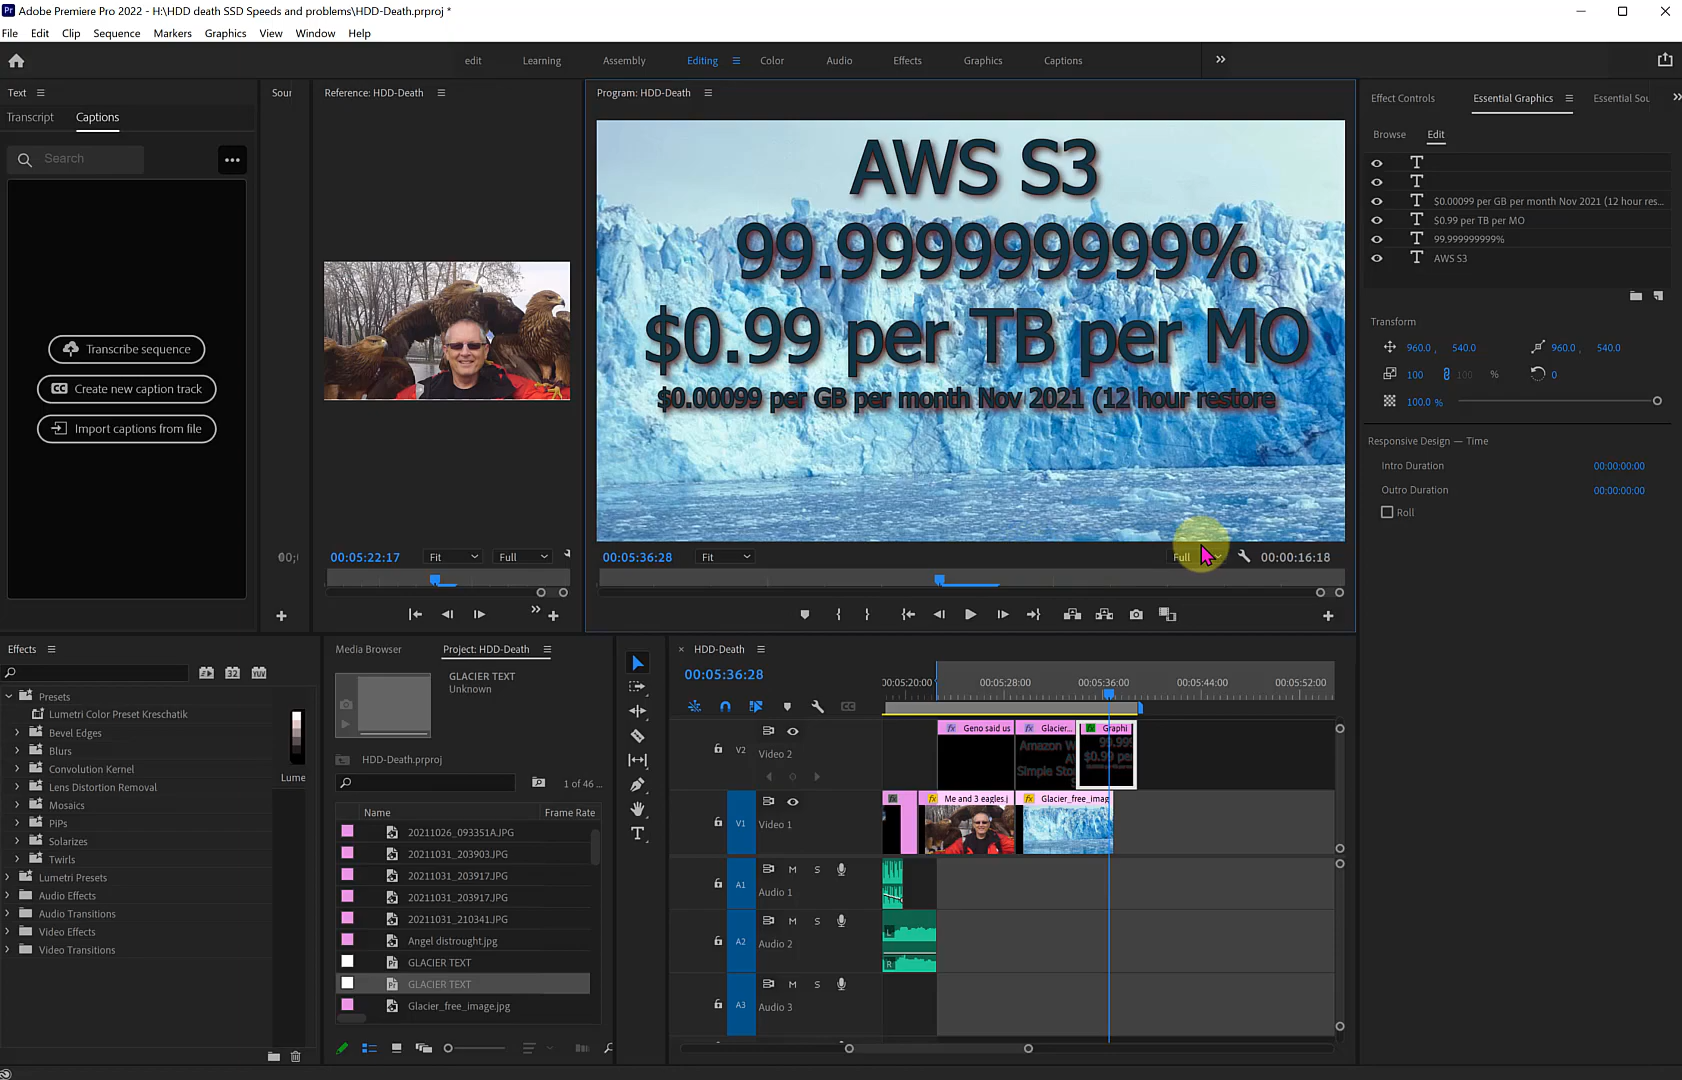 Adobe Premiere Pro 2022 - H:\HDD death SSD Speeds and problems\HDD-Death.prproj *
File Edit Clip Sequence Markers Graphics View Window Help
edit Learning Assembly Editing Color Audio Effects Graphics Captions
Text
Transcript Captions
Search
Transcribe sequence
Create new caption track
Import captions from file
Sour
Reference: HDD-Death
00:05:22:17 Fit Full
Program: HDD-Death
AWS S3
99.999999999%
$0.99 per TB per MO
$0.00099 per GB per month Nov 2021 (12 hour restore
00:05:36:28 Fit Full 00:00:16:18
Effect Controls Essential Graphics Essential Sou
Browse Edit
$0.00099 per GB per month Nov 2021 (12 hour res...
$0.99 per TB per MO
99.999999999%
AWS S3
Transform
960.0 , 540.0 960.0 , 540.0
100 100 % 0
100.0 %
Responsive Design — Time
Intro Duration 00:00:00:00
Outro Duration 00:00:00:00
Roll
Effects
Presets
Lumetri Color Preset Kreschatik
Bevel Edges
Blurs
Convolution Kernel
Lens Distortion Removal
Mosaics
PiPs
Solarizes
Twirls
Lumetri Presets
Audio Effects
Audio Transitions
Video Effects
Video Transitions
Lume
Media Browser Project: HDD-Death
GLACIER TEXT
Unknown
HDD-Death.prproj
1 of 46 ...
Name Frame Rate
20211026_093351A.JPG
20211031_203903.JPG
20211031_203917.JPG
20211031_203917.JPG
20211031_210341.JPG
Angel distrought.jpg
GLACIER TEXT
GLACIER TEXT
Glacier_free_image.jpg
HDD-Death
00:05:36:28
00:05:20:00 00:05:28:00 00:05:36:00 00:05:44:00 00:05:52:00
V2 Video 2
Geno said us Glacier... Graphi
V1 Video 1
Me and 3 eagles.j Glacier_free_imag
A1 Audio 1 M S
A2 Audio 2 M S
L
R
A3 Audio 3 M S